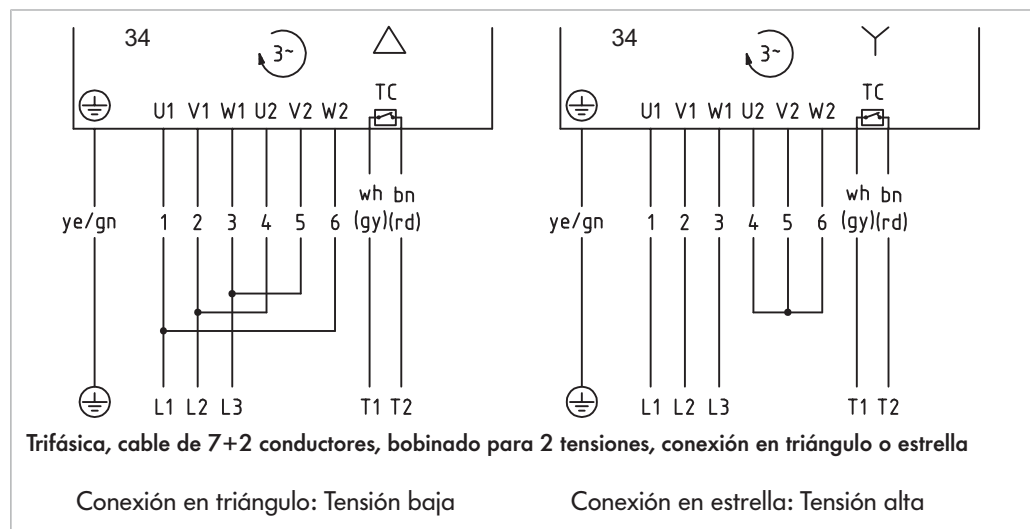 34 3~ 34 3~
TC TC
U1 V1 W1 U2 V2 W2 U1 V1 W1 U2 V2 W2
wh bn wh bn
ye/gn 1 2 3 4 5 6 (gy)(rd) ye/gn 1 2 3 4 5 6 (gy)(rd)
L1 L2 L3 T1 T2 L1 L2 L3 T1 T2
Trifásica, cable de 7+2 conductores, bobinado para 2 tensiones, conexión en triángulo o estrella
Conexión en triángulo: Tensión baja Conexión en estrella: Tensión alta